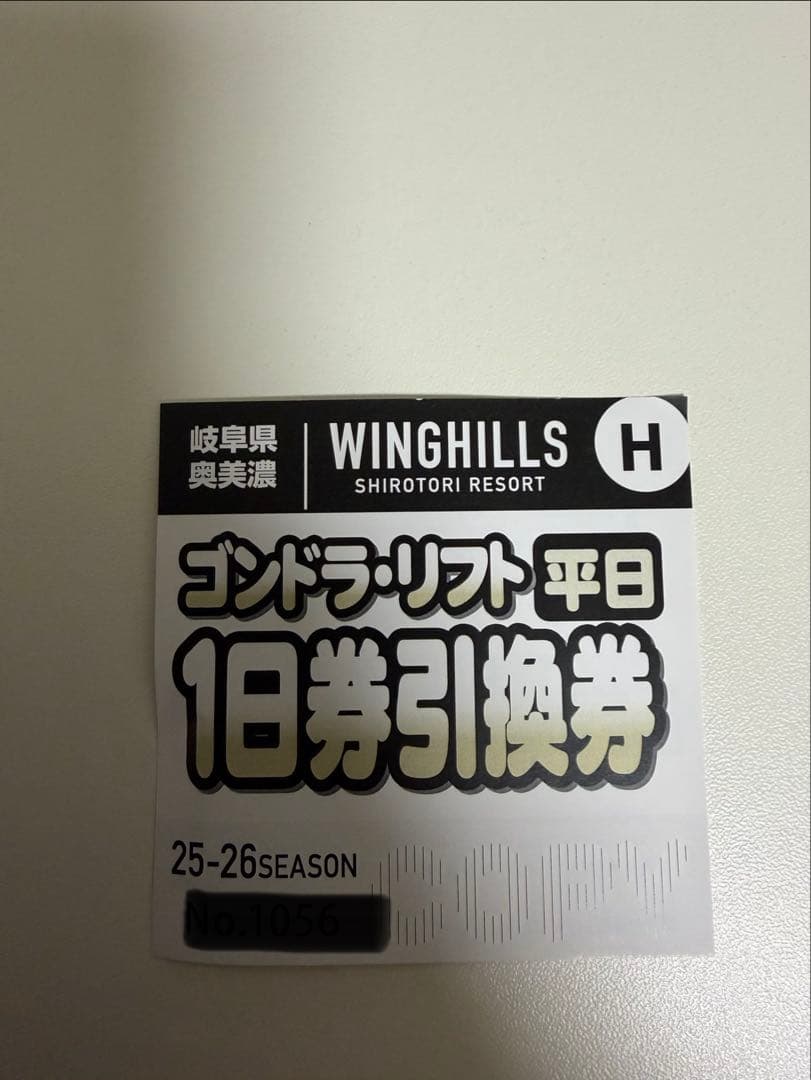 岐阜県
奥美濃
WINGHILLS
SHIROTORI RESORT
H
ゴンドラ・リフト 平日
1日券引換券
25-26SEASON
No.1056
COPY